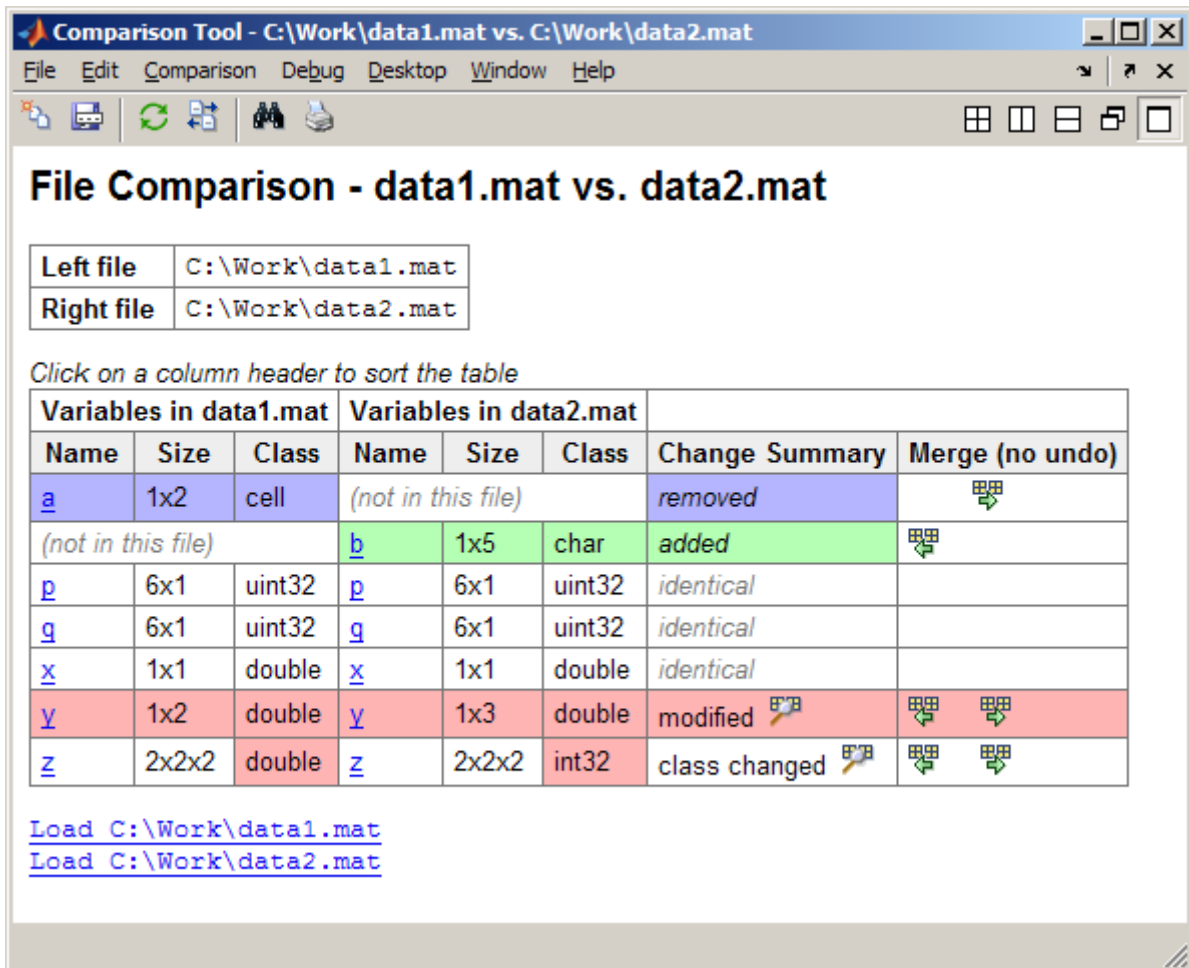 Comparison Tool - C:\Work\data1.mat vs. C:\Work\data2.mat
File Edit Comparison Debug Desktop Window Help
File Comparison - data1.mat vs. data2.mat
Left file C:\Work\data1.mat
Right file C:\Work\data2.mat
Click on a column header to sort the table
Variables in data1.mat Variables in data2.mat
Name Size Class Name Size Class Change Summary Merge (no undo)
a 1x2 cell (not in this file) removed
(not in this file) b 1x5 char added
p 6x1 uint32 p 6x1 uint32 identical
q 6x1 uint32 q 6x1 uint32 identical
x 1x1 double x 1x1 double identical
y 1x2 double y 1x3 double modified
z 2x2x2 double z 2x2x2 int32 class changed
Load C:\Work\data1.mat
Load C:\Work\data2.mat